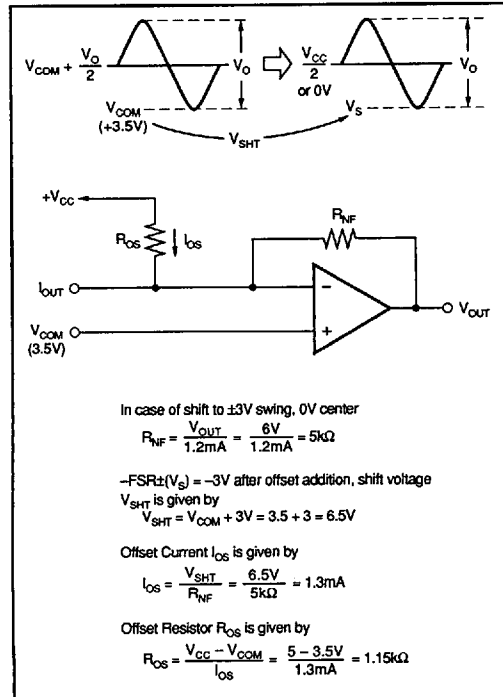 V_COM + V_O/2
V_O
V_CC/2
or 0V
V_O
V_COM
(+3.5V)
V_SHT
V_S
+V_CC
R_OS
I_OS
R_NF
I_OUT
−
V_OUT
V_COM
(3.5V)
+
In case of shift to ±3V swing, 0V center
R_NF = V_OUT/1.2mA = 6V/1.2mA = 5kΩ
–FSR±(V_S) = –3V after offset addition, shift voltage
V_SHT is given by
V_SHT = V_COM + 3V = 3.5 + 3 = 6.5V
Offset Current I_OS is given by
I_OS = V_SHT/R_NF = 6.5V/5kΩ = 1.3mA
Offset Resistor R_OS is given by
R_OS = V_CC – V_COM/I_OS = 5 – 3.5V/1.3mA = 1.15kΩ